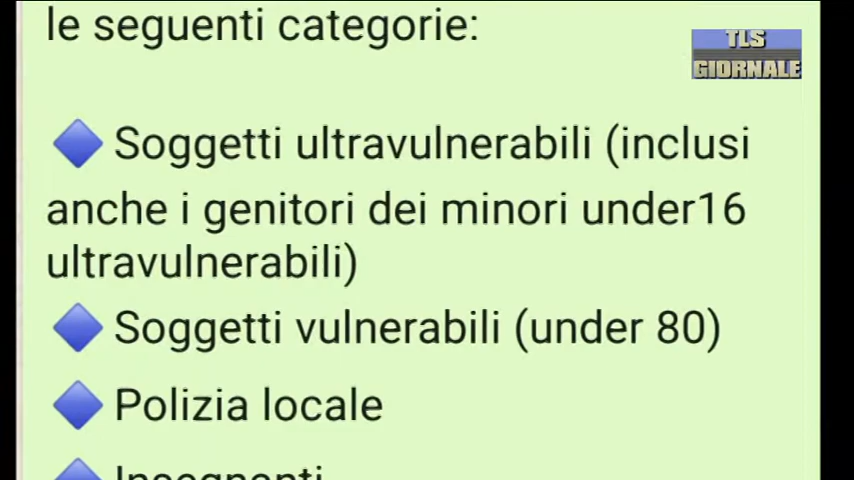 le seguenti categorie:
TLS
GIORNALE
Soggetti ultravulnerabili (inclusi
anche i genitori dei minori under16
ultravulnerabili)
Soggetti vulnerabili (under 80)
Polizia locale
Insegnanti